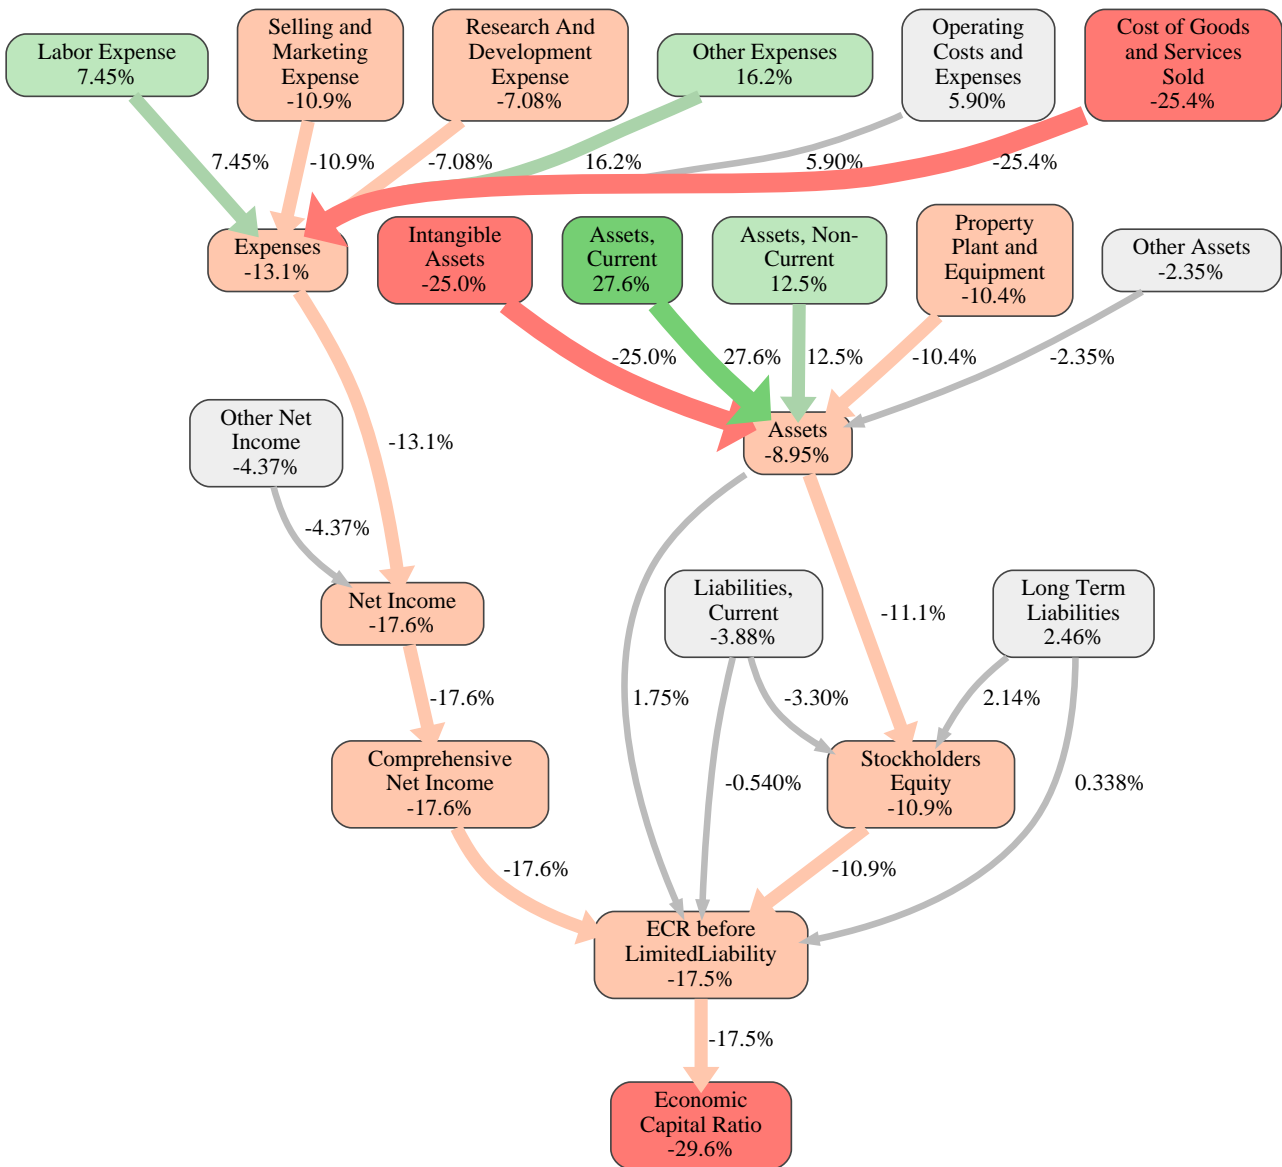 Labor Expense
7.45%
Selling and
Marketing
Expense
-10.9%
Research And
Development
Expense
-7.08%
Other Expenses
16.2%
Operating
Costs and
Expenses
5.90%
Cost of Goods
and Services
Sold
-25.4%
7.45%
-10.9%
-7.08%
16.2%
5.90%
-25.4%
Expenses
-13.1%
Intangible
Assets
-25.0%
Assets,
Current
27.6%
Assets, Non-
Current
12.5%
Property
Plant and
Equipment
-10.4%
Other Assets
-2.35%
-25.0%
27.6%
12.5%
-10.4%
-2.35%
Other Net
Income
-4.37%
-13.1%
Assets
-8.95%
-4.37%
Net Income
-17.6%
Liabilities,
Current
-3.88%
-11.1%
Long Term
Liabilities
2.46%
-17.6%
1.75%
-3.30%
2.14%
Comprehensive
Net Income
-17.6%
-0.540%
Stockholders
Equity
-10.9%
0.338%
-17.6%
-10.9%
ECR before
LimitedLiability
-17.5%
-17.5%
Economic
Capital Ratio
-29.6%